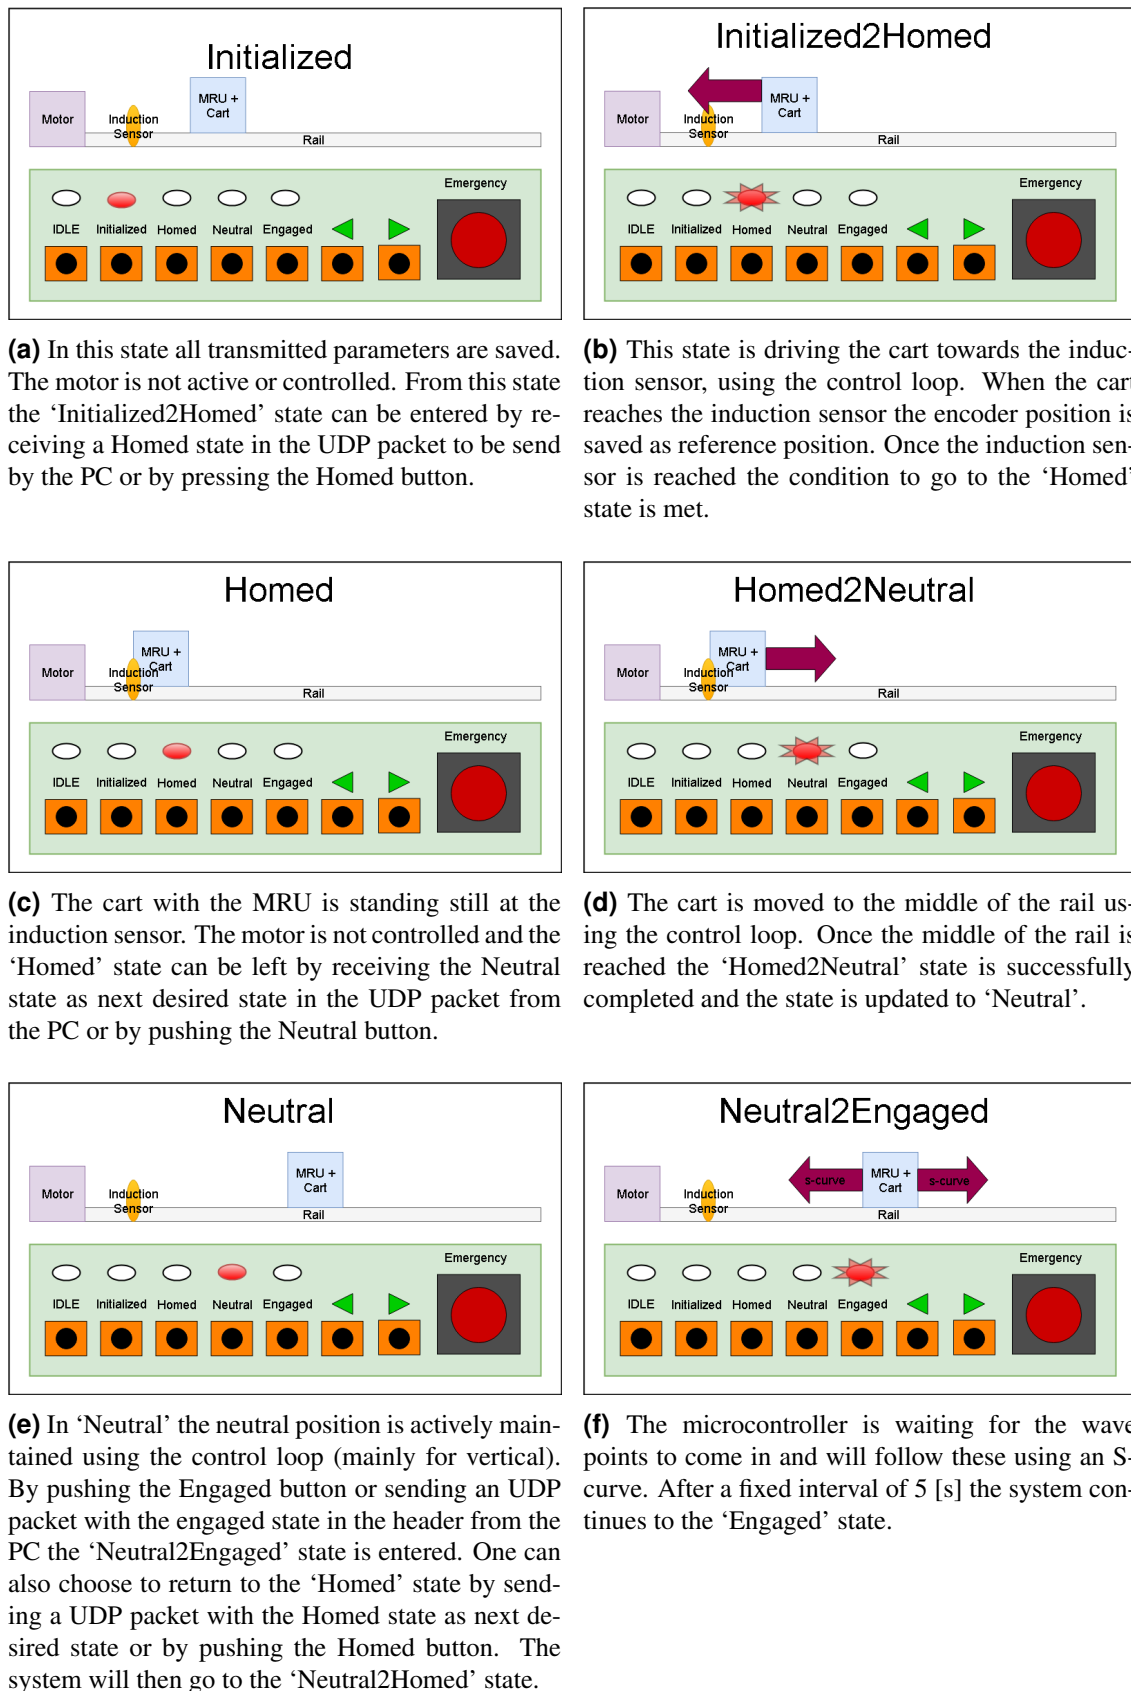 Initialized
MRU +
Cart
Motor
Induction
Sensor
Rail
Emergency
IDLE Initialized Homed Neutral Engaged
(a) In this state all transmitted parameters are saved.
The motor is not active or controlled. From this state
the ‘Initialized2Homed’ state can be entered by re-
ceiving a Homed state in the UDP packet to be send
by the PC or by pressing the Homed button.
Initialized2Homed
MRU +
Cart
Motor
Induction
Sensor
Rail
Emergency
IDLE Initialized Homed Neutral Engaged
(b) This state is driving the cart towards the induc-
tion sensor, using the control loop. When the cart
reaches the induction sensor the encoder position is
saved as reference position. Once the induction sen-
sor is reached the condition to go to the ‘Homed’
state is met.
Homed
MRU +
Cart
Motor
Induction
Sensor
Rail
Emergency
IDLE Initialized Homed Neutral Engaged
(c) The cart with the MRU is standing still at the
induction sensor. The motor is not controlled and the
‘Homed’ state can be left by receiving the Neutral
state as next desired state in the UDP packet from
the PC or by pushing the Neutral button.
Homed2Neutral
MRU +
Cart
Motor
Induction
Sensor
Rail
Emergency
IDLE Initialized Homed Neutral Engaged
(d) The cart is moved to the middle of the rail us-
ing the control loop. Once the middle of the rail is
reached the ‘Homed2Neutral’ state is successfully
completed and the state is updated to ‘Neutral’.
Neutral
MRU +
Cart
Motor
Induction
Sensor
Rail
Emergency
IDLE Initialized Homed Neutral Engaged
(e) In ‘Neutral’ the neutral position is actively main-
tained using the control loop (mainly for vertical).
By pushing the Engaged button or sending an UDP
packet with the engaged state in the header from the
PC the ‘Neutral2Engaged’ state is entered. One can
also choose to return to the ‘Homed’ state by send-
ing a UDP packet with the Homed state as next de-
sired state or by pushing the Homed button. The
system will then go to the ‘Neutral2Homed’ state.
Neutral2Engaged
s-curve
MRU +
Cart
s-curve
Motor
Induction
Sensor
Rail
Emergency
IDLE Initialized Homed Neutral Engaged
(f) The microcontroller is waiting for the wave
points to come in and will follow these using an S-
curve. After a fixed interval of 5 [s] the system con-
tinues to the ‘Engaged’ state.